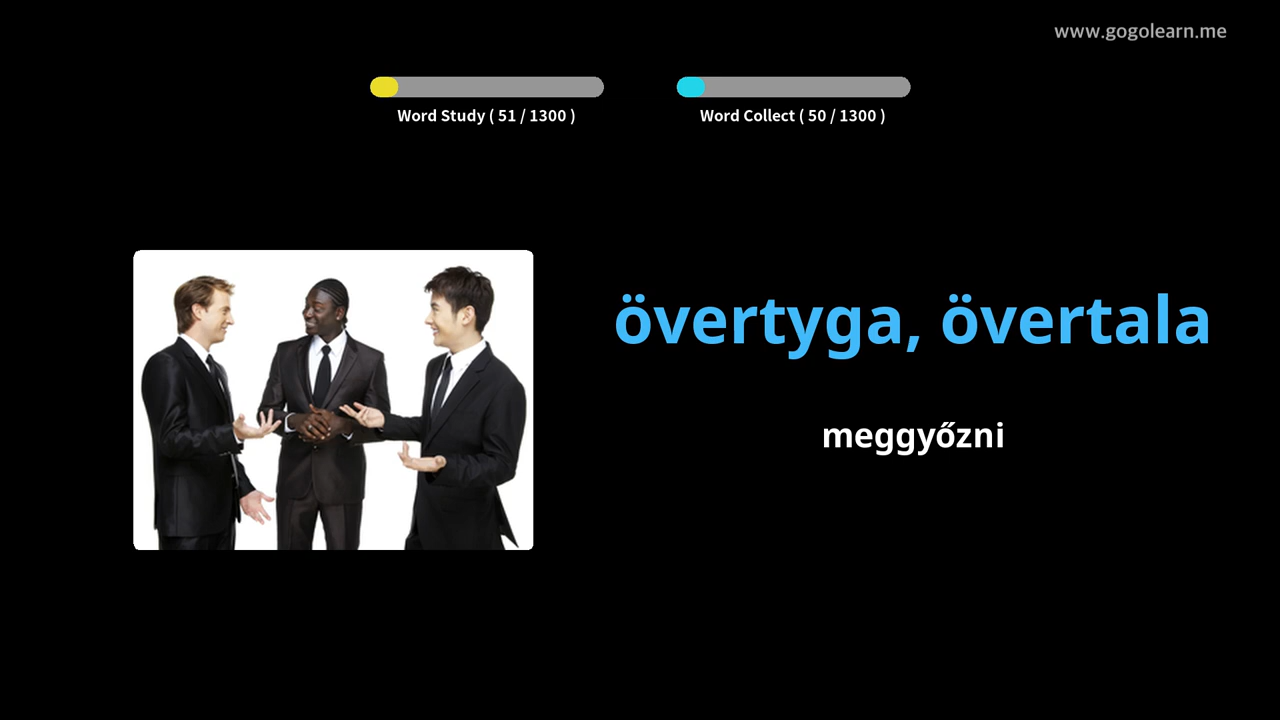 www.gogolearn.me
Word Study ( 51 / 1300 )
Word Collect ( 50 / 1300 )
övertyga, övertala
meggyőzni